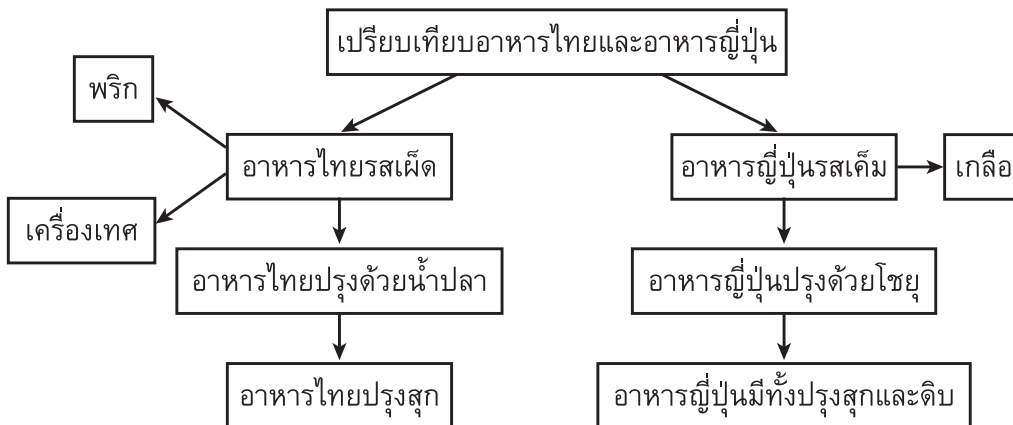 เปรียบเทียบอาหารไทยและอาหารญี่ปุ่น
พริก
อาหารไทยรสเผ็ด
อาหารญี่ปุ่นรสเค็ม
เกลือ
เครื่องเทศ
อาหารไทยปรุงด้วยน้ำปลา
อาหารญี่ปุ่นปรุงด้วยโชยุ
อาหารไทยปรุงสุก
อาหารญี่ปุ่นมีทั้งปรุงสุกและดิบ